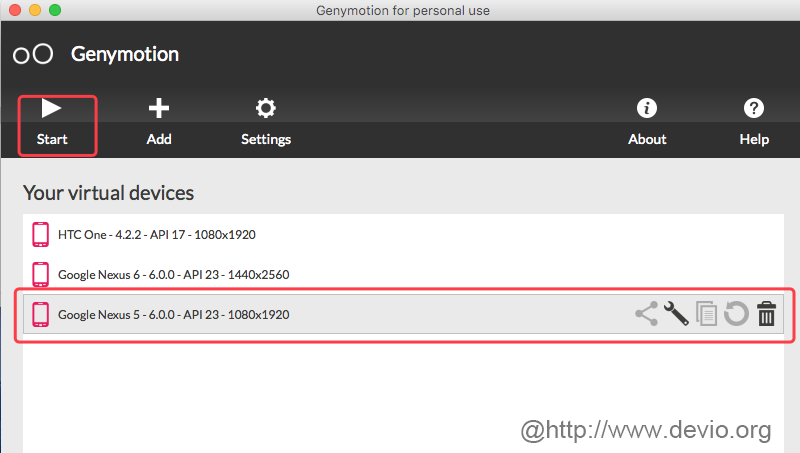 Genymotion for personal use
Genymotion
Start Add Settings About Help
Your virtual devices
HTC One - 4.2.2 - API 17 - 1080x1920
Google Nexus 6 - 6.0.0 - API 23 - 1440x2560
Google Nexus 5 - 6.0.0 - API 23 - 1080x1920
@http://www.devio.org